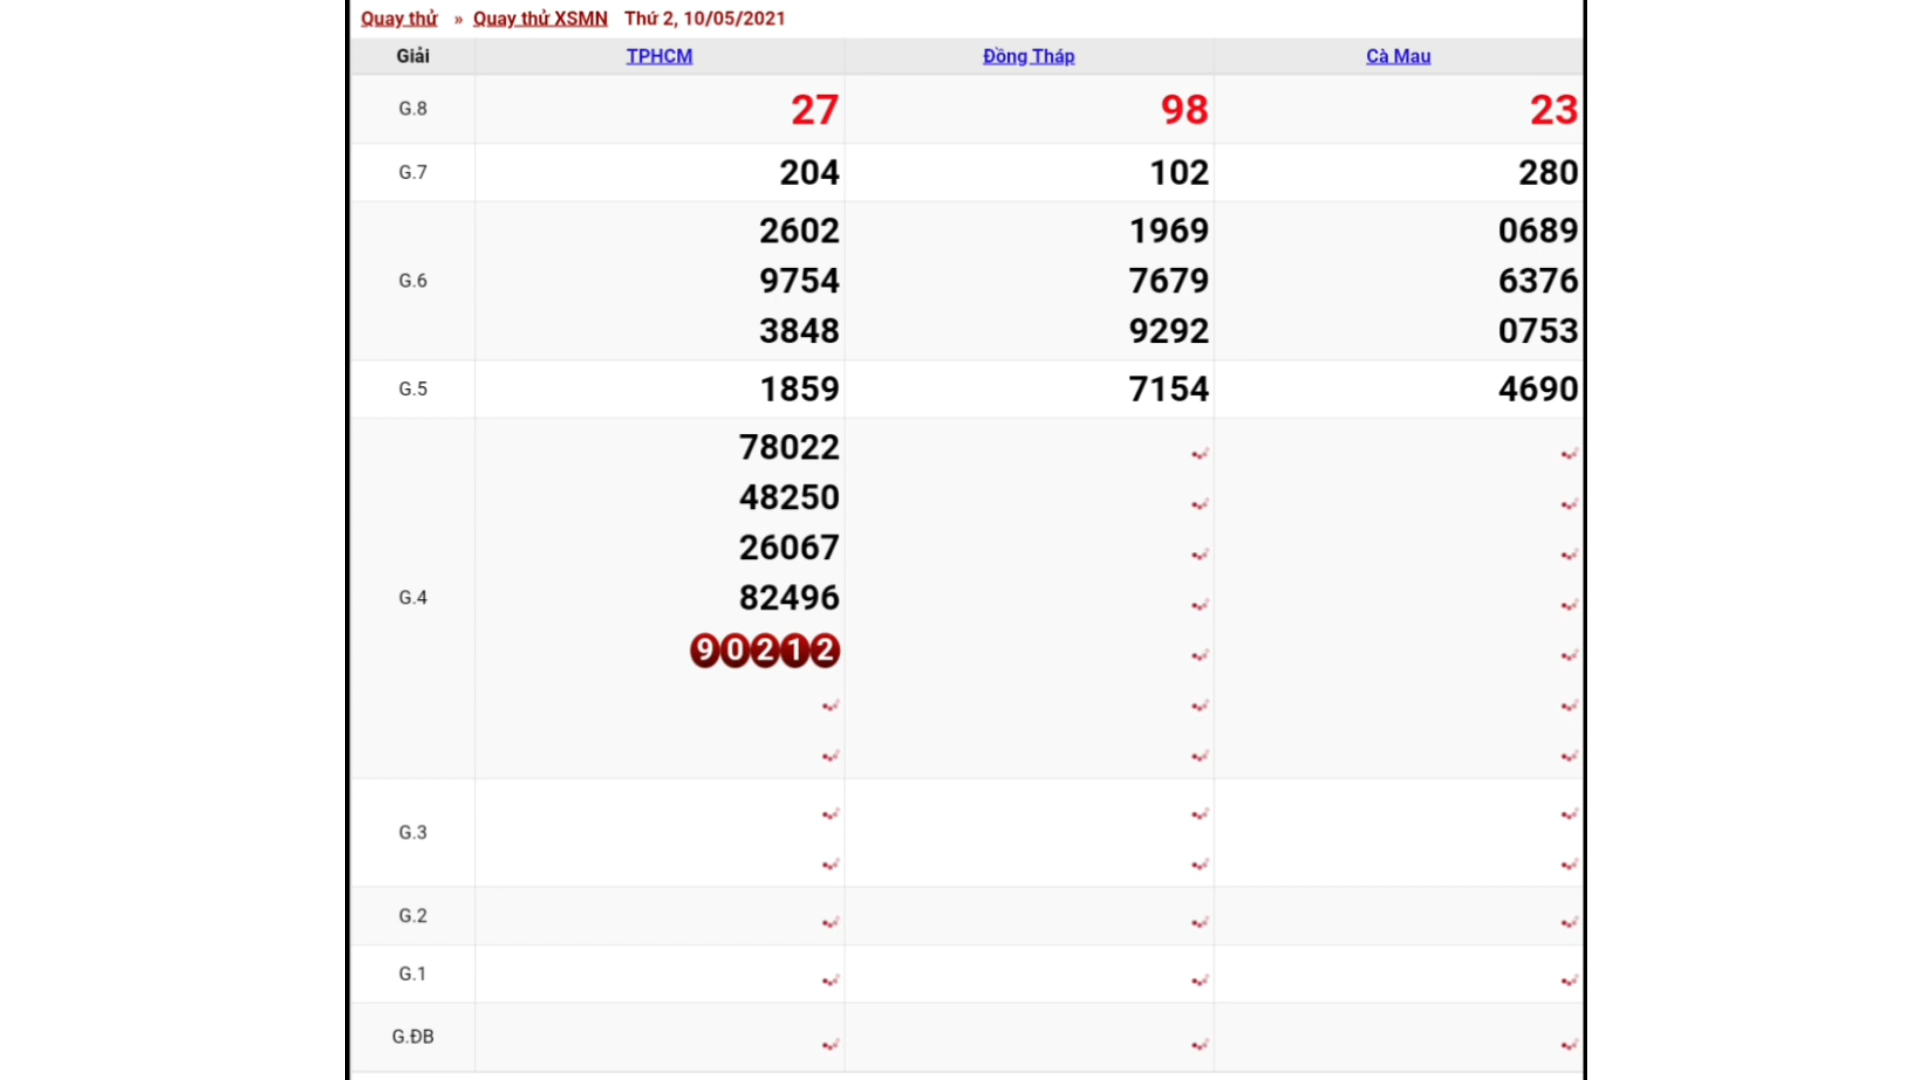 Quay thử » Quay thử XSMN Thứ 2, 10/05/2021
Giải TPHCM Đồng Tháp Cà Mau
G.8 27 98 23
G.7 204 102 280
G.6 2602 1969 0689
9754 7679 6376
3848 9292 0753
G.5 1859 7154 4690
G.4 78022
48250
26067
82496
90212
G.3
G.2
G.1
G.ĐB